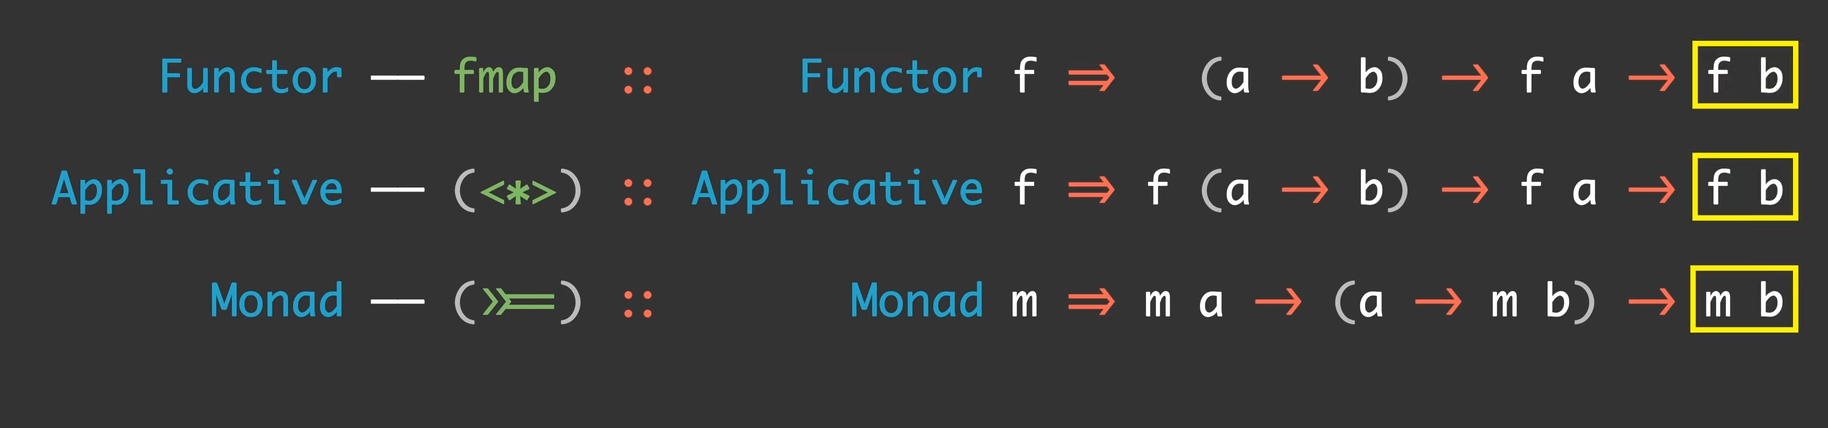 Functor —— fmap :: Functor f ⇒ (a → b) → f a → f b
Applicative —— (<*>) :: Applicative f ⇒ f (a → b) → f a → f b
Monad —— (>>=) :: Monad m ⇒ m a → (a → m b) → m b